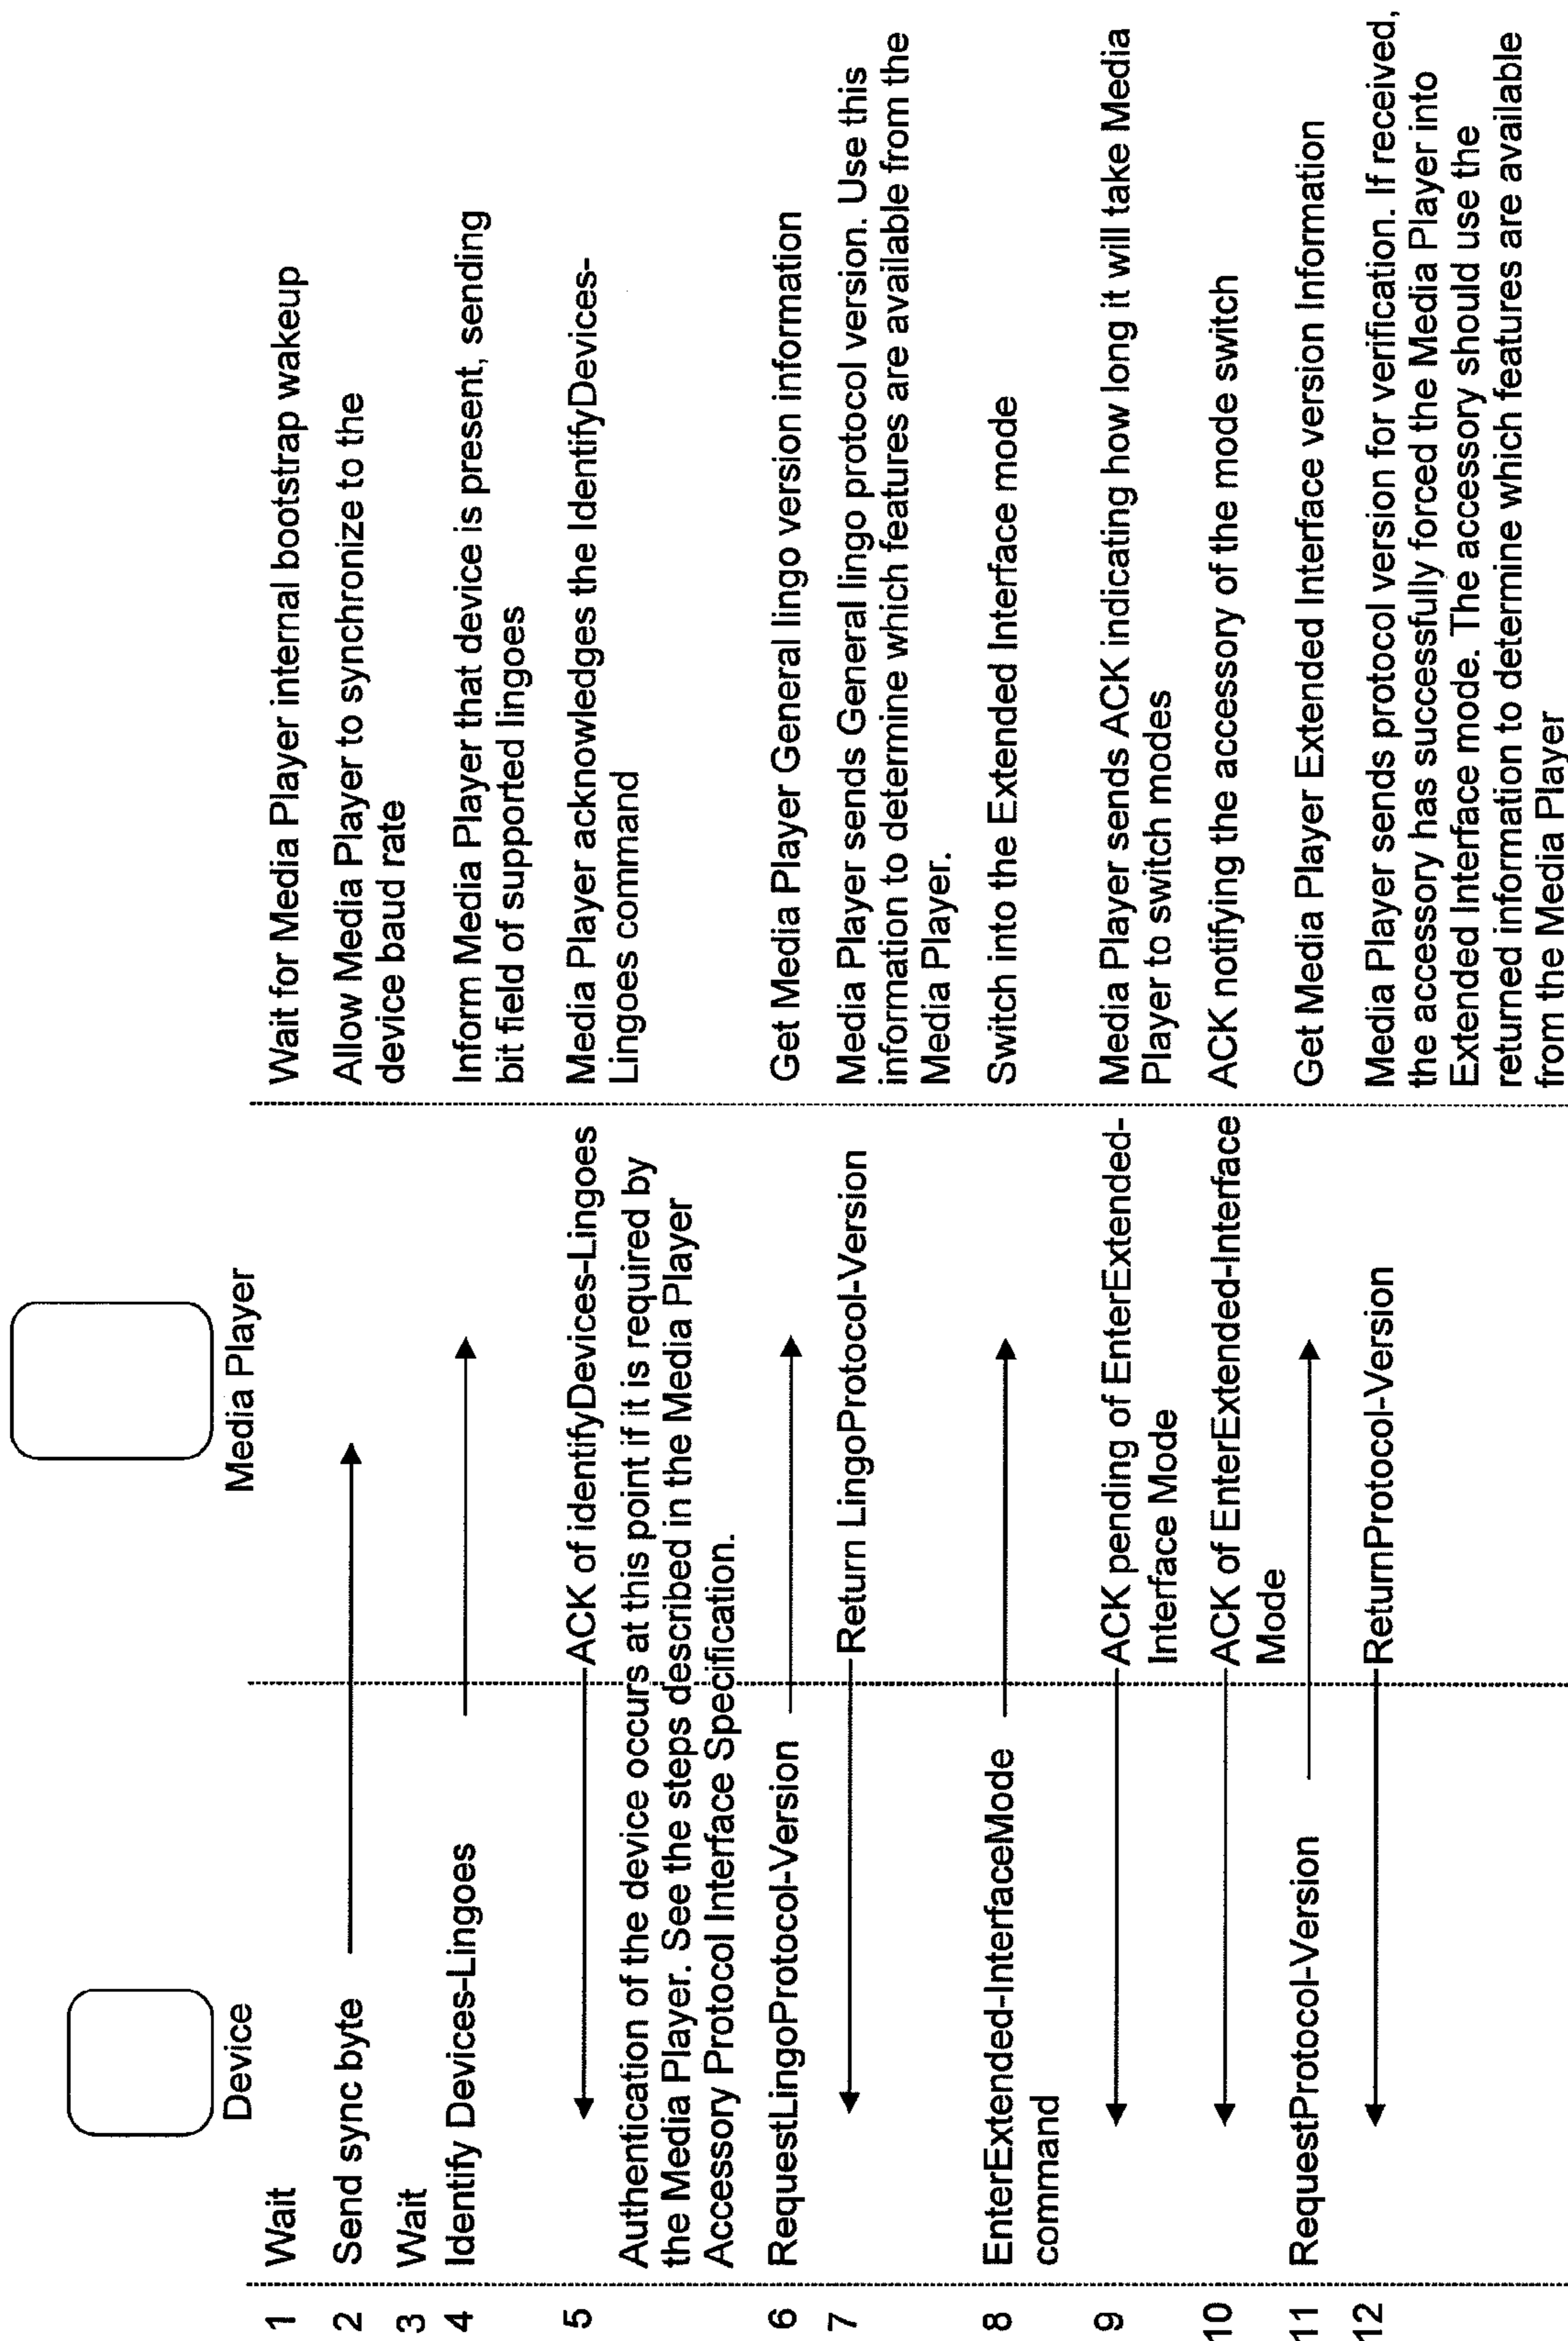 Device
Media Player
1 Wait
Wait for Media Player internal bootstrap wakeup
2 Send sync byte
Allow Media Player to synchronize to the
device baud rate
3 Wait
4 Identify Devices-Lingoes
Inform Media Player that device is present, sending
bit field of supported lingoes
5
ACK of identifyDevices-Lingoes
Media Player acknowledges the IdentifyDevices-
Lingoes command
Authentication of the device occurs at this point if it is required by
the Media Player. See the steps described in the Media Player
Accessory Protocol Interface Specification.
6 RequestLingoProtocol-Version
Get Media Player General lingo version information
7
Return LingoProtocol-Version
Media Player sends General lingo protocol version. Use this
information to determine which features are available from the
Media Player.
8 EnterExtended-InterfaceMode
command
Switch into the Extended Interface mode
9
ACK pending of EnterExtended-
Interface Mode
Media Player sends ACK indicating how long it will take Media
Player to switch modes
10
ACK of EnterExtended-Interface
Mode
ACK notifying the accessory of the mode switch
11 RequestProtocol-Version
Get Media Player Extended Interface version Information
12
ReturnProtocol-Version
Media Player sends protocol version for verification. If received,
the accessory has successfully forced the Media Player into
Extended Interface mode. The accessory should use the
returned information to determine which features are available
from the Media Player